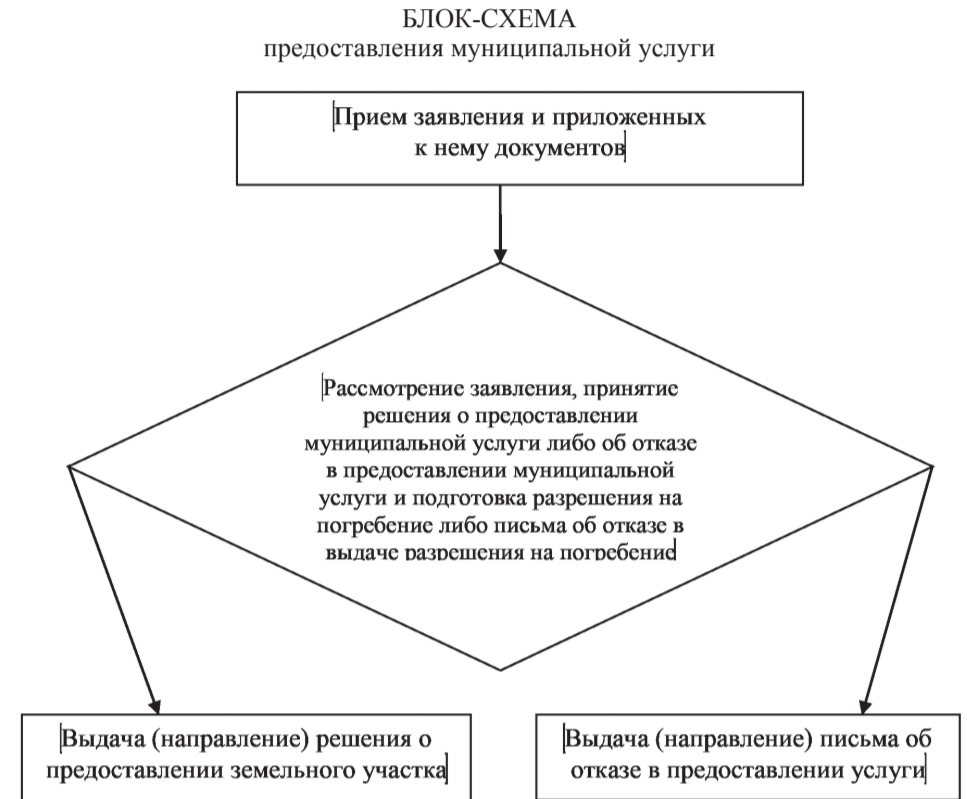 БЛОК-СХЕМА
предоставления муниципальной услуги
Прием заявления и приложенных
к нему документов
Рассмотрение заявления, принятие
решения о предоставлении
муниципальной услуги либо об отказе
в предоставлении муниципальной
услуги и подготовка разрешения на
погребение либо письма об отказе в
выдаче разрешения на погребение
Выдача (направление) решения о
предоставлении земельного участка
Выдача (направление) письма об
отказе в предоставлении услуги